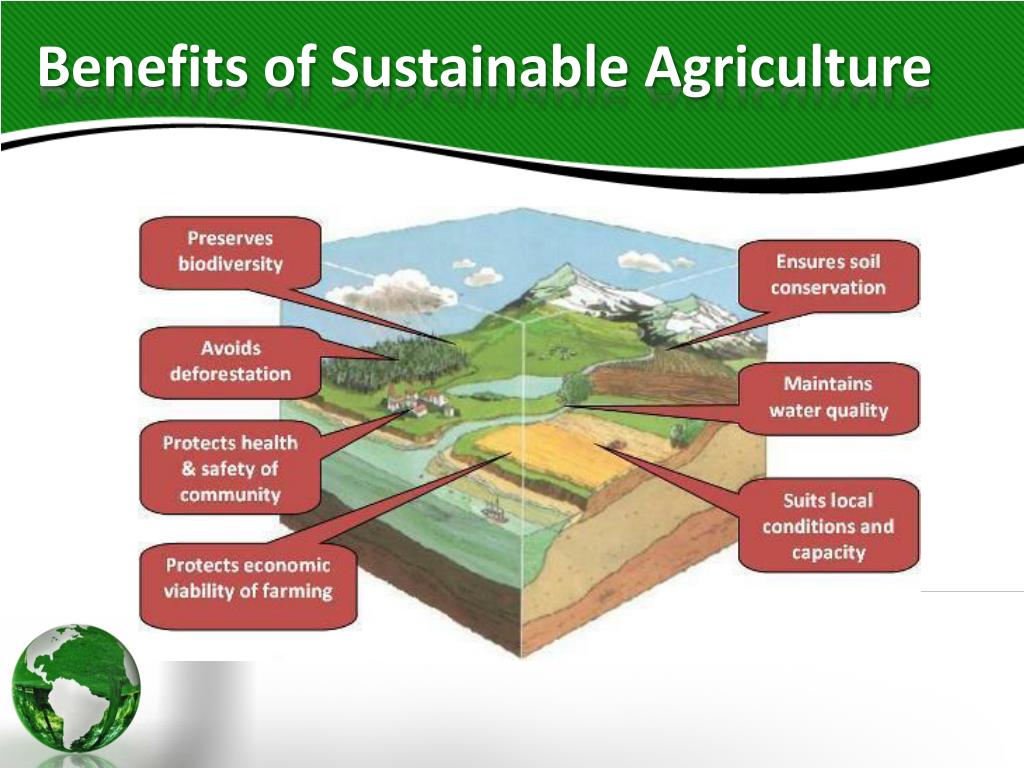 Benefits of Sustainable Agriculture
Preserves
biodiversity
Avoids
deforestation
Protects health
& safety of
community
Protects economic
viability of farming
Ensures soil
conservation
Maintains
water quality
Suits local
conditions and
capacity